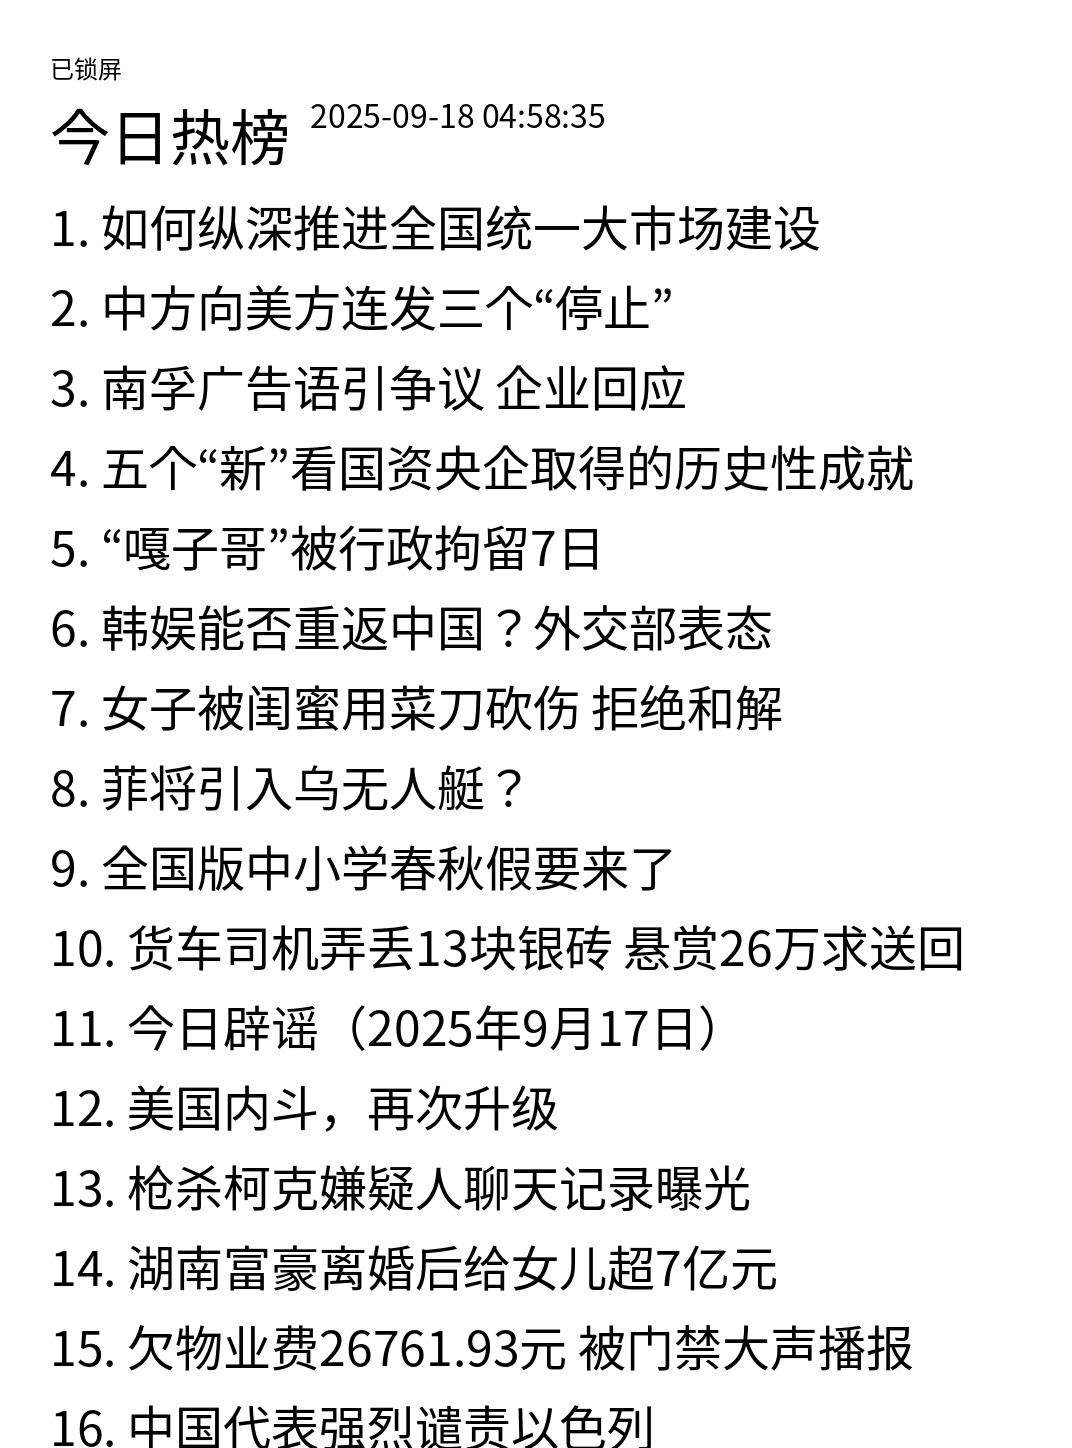 已锁屏
今日热榜 2025-09-18 04:58:35
1. 如何纵深推进全国统一大市场建设
2. 中方向美方连发三个“停止”
3. 南孚广告语引争议 企业回应
4. 五个“新”看国资央企取得的历史性成就
5. “嘎子哥”被行政拘留7日
6. 韩娱能否重返中国？外交部表态
7. 女子被闺蜜用菜刀砍伤 拒绝和解
8. 菲将引入乌无人艇？
9. 全国版中小学春秋假要来了
10. 货车司机弄丢13块银砖 悬赏26万求送回
11. 今日辟谣（2025年9月17日）
12. 美国内斗，再次升级
13. 枪杀柯克嫌疑人聊天记录曝光
14. 湖南富豪离婚后给女儿超7亿元
15. 欠物业费26761.93元 被门禁大声播报
16. 中国代表强烈谴责以色列